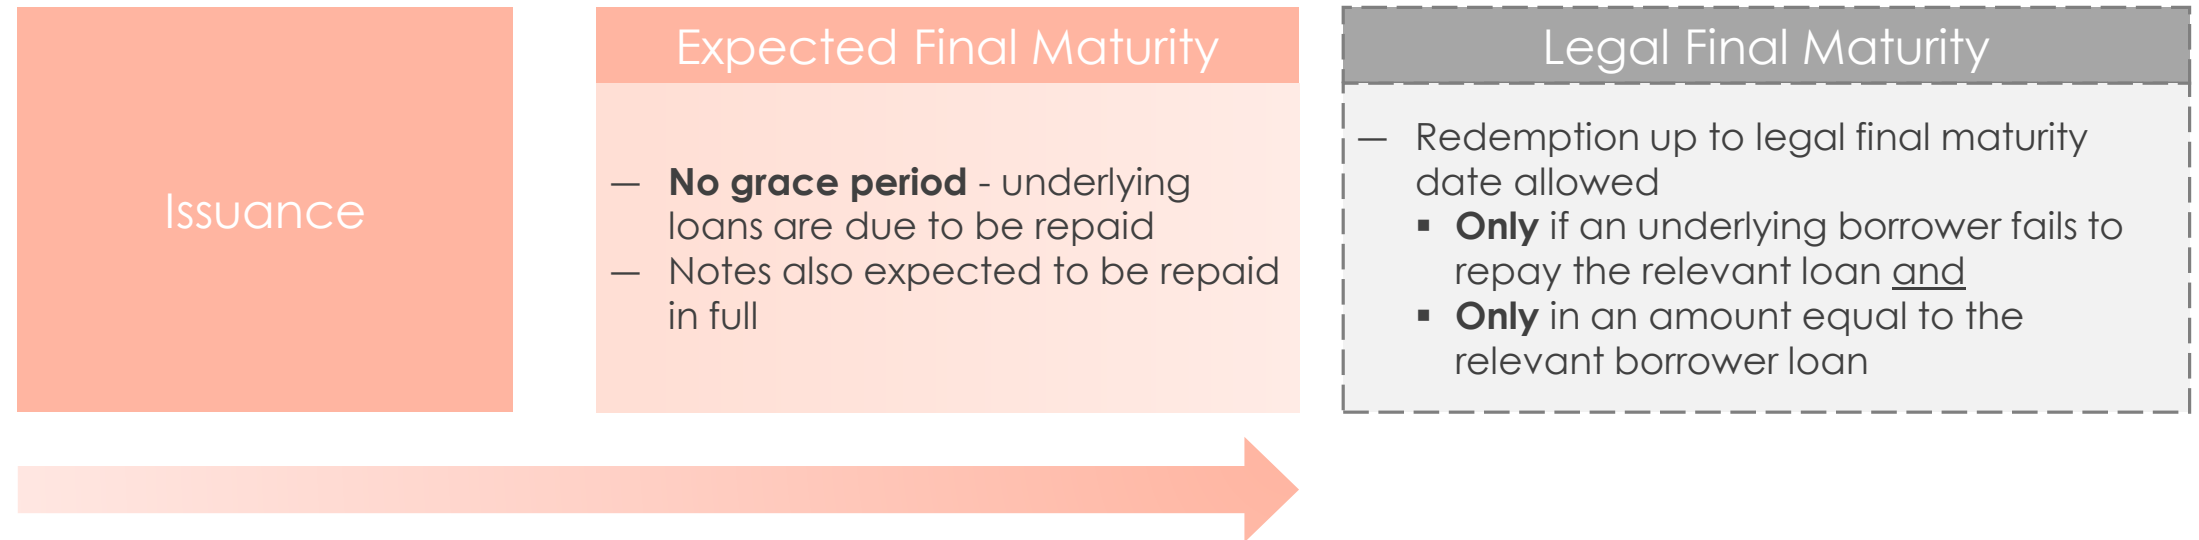 Issuance
Expected Final Maturity
— No grace period - underlying
loans are due to be repaid
— Notes also expected to be repaid
in full
Legal Final Maturity
— Redemption up to legal final maturity
date allowed
▪ Only if an underlying borrower fails to
repay the relevant loan and
▪ Only in an amount equal to the
relevant borrower loan